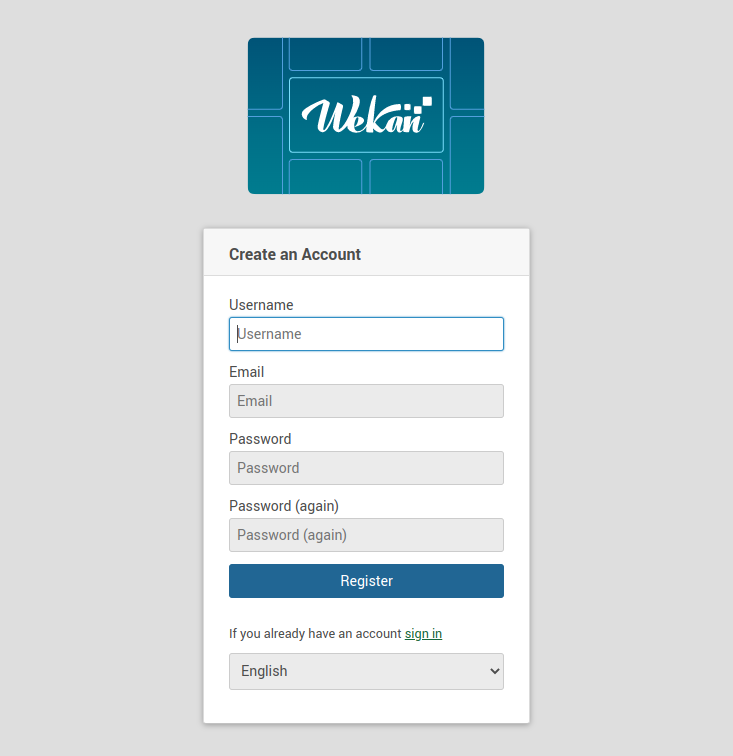 Wekan
Create an Account
Username
Username
Email
Email
Password
Password
Password (again)
Password (again)
Register
If you already have an account sign in
English